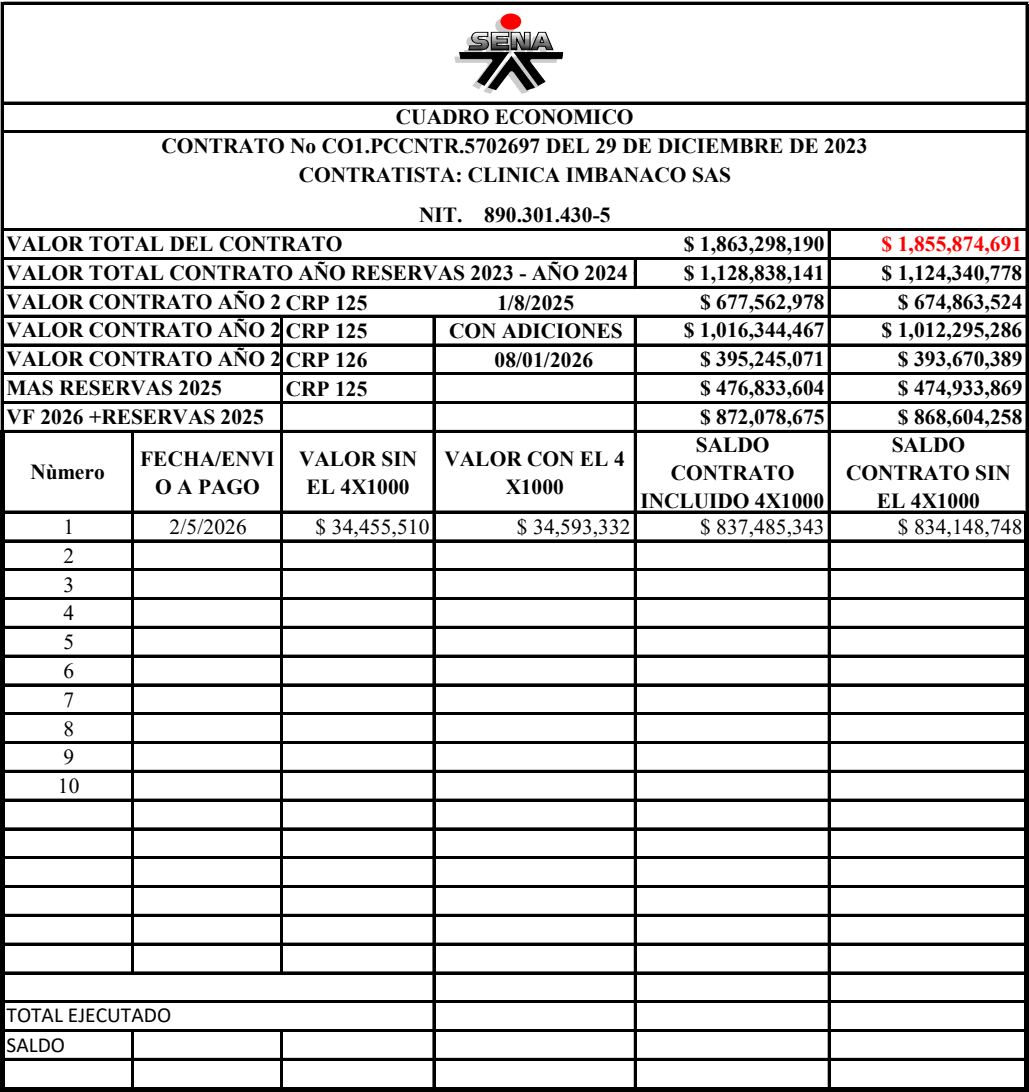 SENA
CUADRO ECONOMICO
CONTRATO No CO1.PCCNTR.5702697 DEL 29 DE DICIEMBRE DE 2023
CONTRATISTA: CLINICA IMBANACO SAS
NIT. 890.301.430-5
VALOR TOTAL DEL CONTRATO $ 1,863,298,190 $ 1,855,874,691
VALOR TOTAL CONTRATO AÑO RESERVAS 2023 - AÑO 2024 $ 1,128,838,141 $ 1,124,340,778
VALOR CONTRATO AÑO 2 CRP 125 1/8/2025 $ 677,562,978 $ 674,863,524
VALOR CONTRATO AÑO 2 CRP 125 CON ADICIONES $ 1,016,344,467 $ 1,012,295,286
VALOR CONTRATO AÑO 2 CRP 126 08/01/2026 $ 395,245,071 $ 393,670,389
MAS RESERVAS 2025 CRP 125 $ 476,833,604 $ 474,933,869
VF 2026 +RESERVAS 2025 $ 872,078,675 $ 868,604,258
Nùmero FECHA/ENVI O A PAGO VALOR SIN EL 4X1000 VALOR CON EL 4 X1000 SALDO CONTRATO INCLUIDO 4X1000 SALDO CONTRATO SIN EL 4X1000
1 2/5/2026 $ 34,455,510 $ 34,593,332 $ 837,485,343 $ 834,148,748
2
3
4
5
6
7
8
9
10
TOTAL EJECUTADO
SALDO